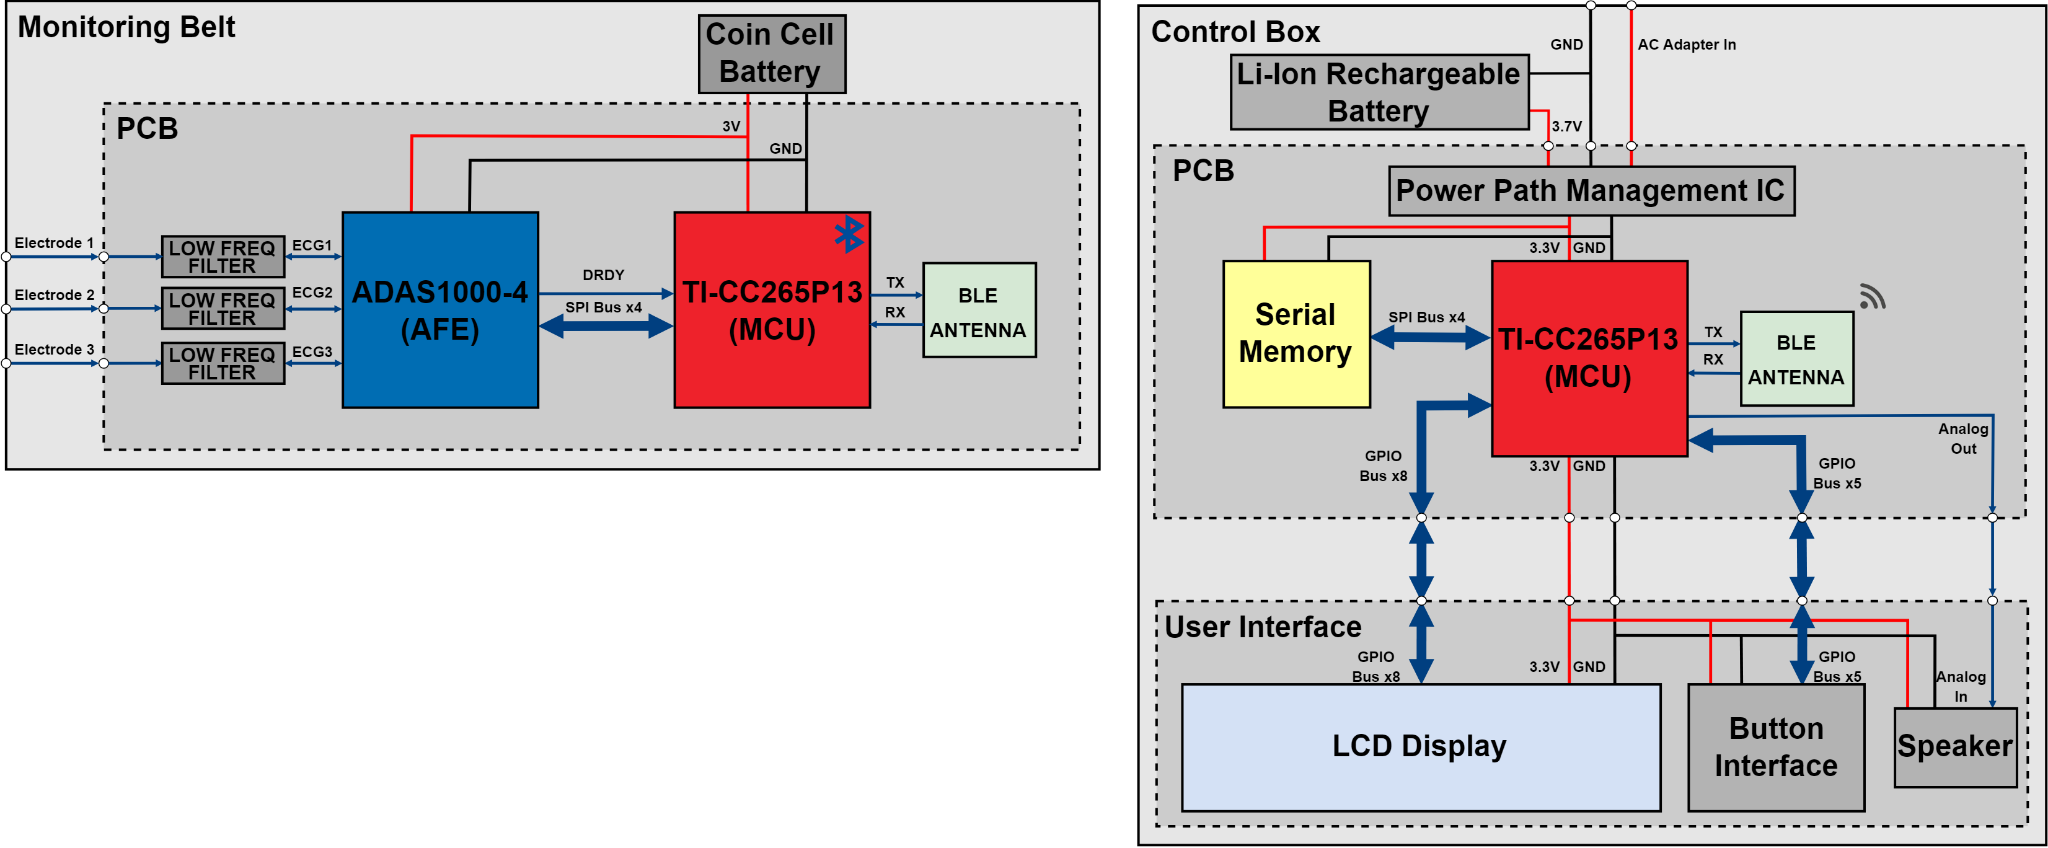 Monitoring Belt
Coin Cell
Battery
PCB
3V
GND
Electrode 1
LOW FREQ
FILTER
ECG1
Electrode 2
LOW FREQ
FILTER
ECG2
Electrode 3
LOW FREQ
FILTER
ECG3
ADAS1000-4
(AFE)
DRDY
SPI Bus x4
TI-CC265P13
(MCU)
TX
RX
BLE
ANTENNA
Control Box
GND
AC Adapter In
Li-Ion Rechargeable
Battery
3.7V
PCB
Power Path Management IC
3.3V
GND
Serial
Memory
SPI Bus x4
TI-CC265P13
(MCU)
TX
RX
BLE
ANTENNA
Analog
Out
GPIO
Bus x8
3.3V
GND
GPIO
Bus x5
User Interface
GPIO
Bus x8
3.3V
GND
GPIO
Bus x5
Analog
In
LCD Display
Button
Interface
Speaker